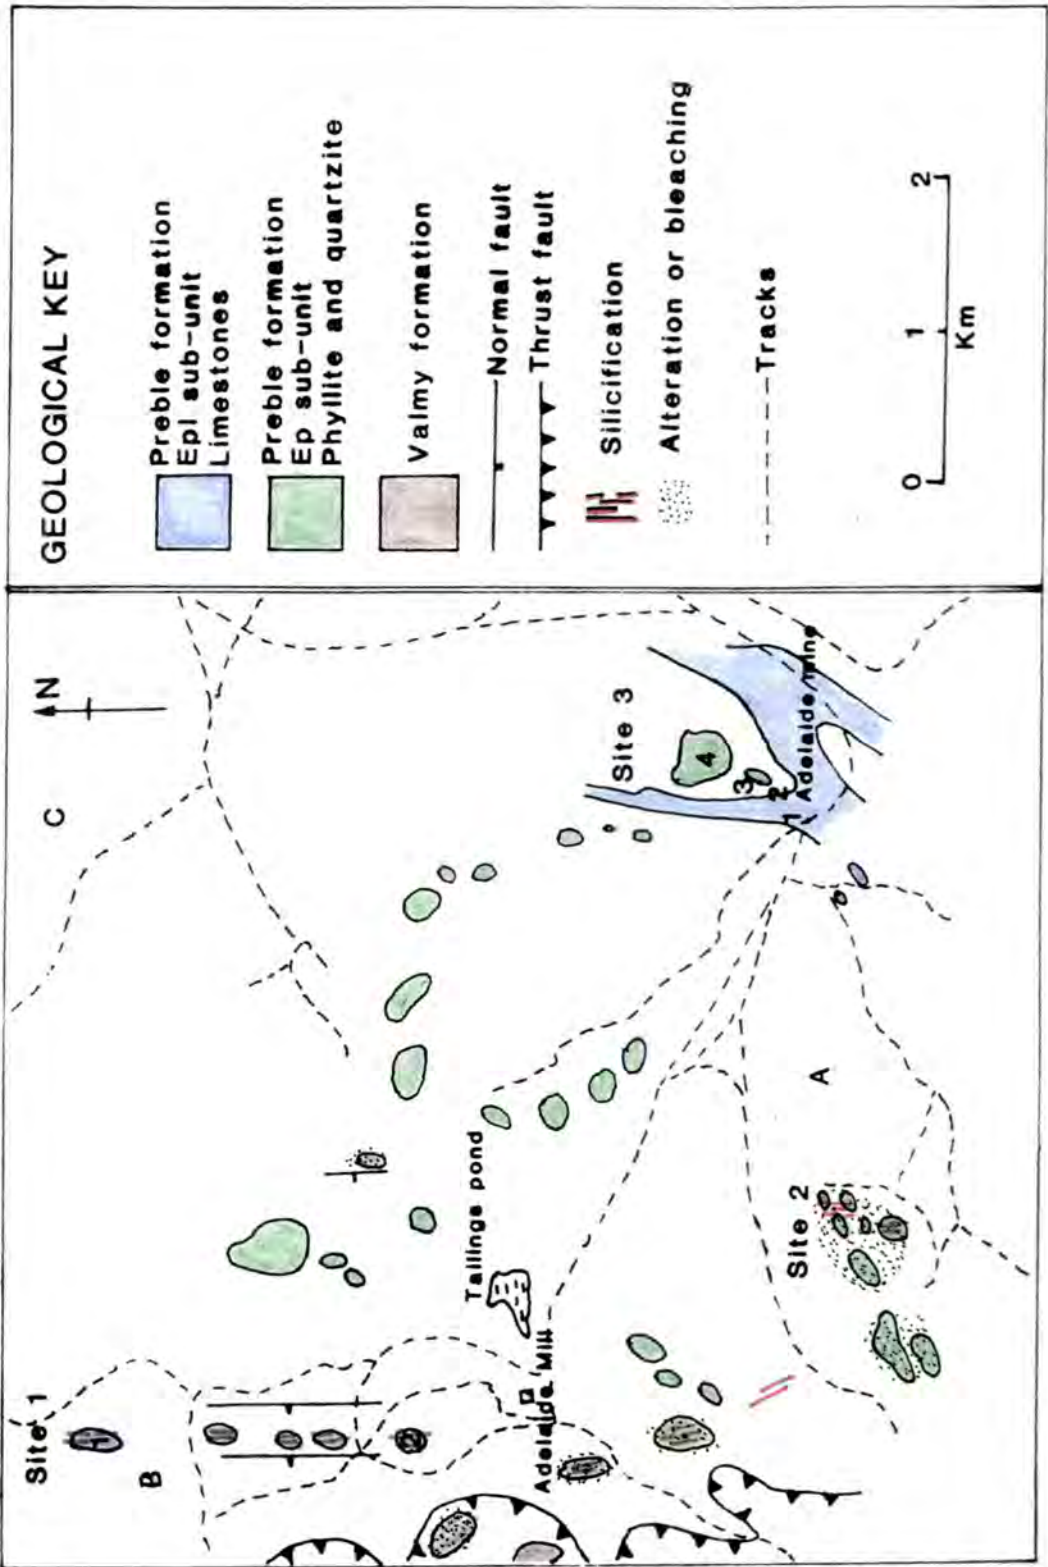 GEOLOGICAL KEY
Preble formation
Epl sub-unit
Limestones
Preble formation
Ep sub-unit
Phyllite and quartzite
Valmy formation
Normal fault
Thrust fault
Silicification
Alteration or bleaching
Tracks
0 1 2
Km
C
N
Site 1
1
B
2
Tailings pond
Adelaide Mill
Site 3
4
3
2
1
Adelaide mine
A
Site 2